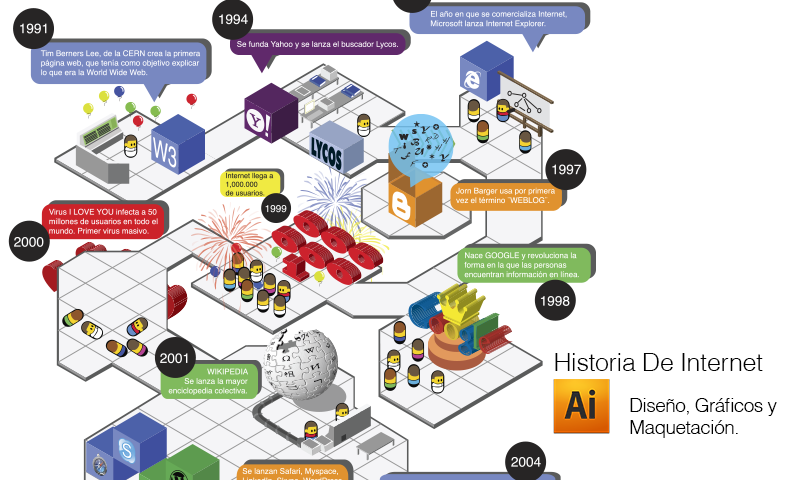 1991
Tim Berners Lee, de la CERN crea la primera
página web, que tenía como objetivo explicar
lo que era la World Wide Web.
1994
Se funda Yahoo y se lanza el buscador Lycos.
El año en que se comercializa Internet,
Microsoft lanza Internet Explorer.
W3
Y!
LYCOS
1997
Jorn Barger usa por primera
vez el término ¨WEBLOG¨.
Internet llega a
1,000.000
de usuarios.
1999
Virus I LOVE YOU infecta a 50
millones de usuarios en todo el
mundo. Primer virus masivo.
2000
Nace GOOGLE y revoluciona la
forma en la que las personas
encuentran información en línea.
1998
2001
WIKIPEDIA
Se lanza la mayor
enciclopedia colectiva.
Historia De Internet
Ai
Diseño, Gráficos y
Maquetación.
Se lanzan Safari, Myspace,
LinkedIn, Skype, WordPress
2004